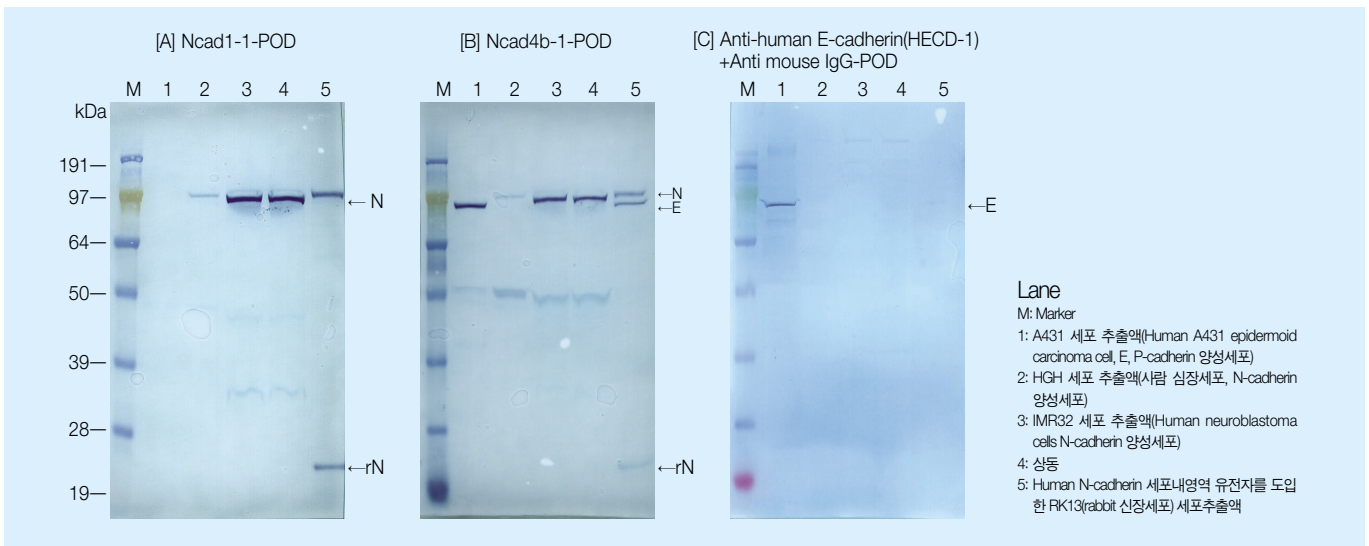 [A] Ncad1-1-POD
[B] Ncad4b-1-POD
[C] Anti-human E-cadherin(HECD-1)
+Anti mouse IgG-POD
M 1 2 3 4 5
M 1 2 3 4 5
M 1 2 3 4 5
kDa
191
97
64
50
39
28
19
←N
←rN
←N
←E
←rN
←E
Lane
M: Marker
1: A431 세포 추출액(Human A431 epidermoid
carcinoma cell, E, P-cadherin 양성세포)
2: HGH 세포 추출액(사람 심장세포, N-cadherin
양성세포)
3: IMR32 세포 추출액(Human neuroblastoma
cells N-cadherin 양성세포)
4: 상동
5: Human N-cadherin 세포내영역 유전자를 도입
한 RK13(rabbit 신장세포) 세포추출액